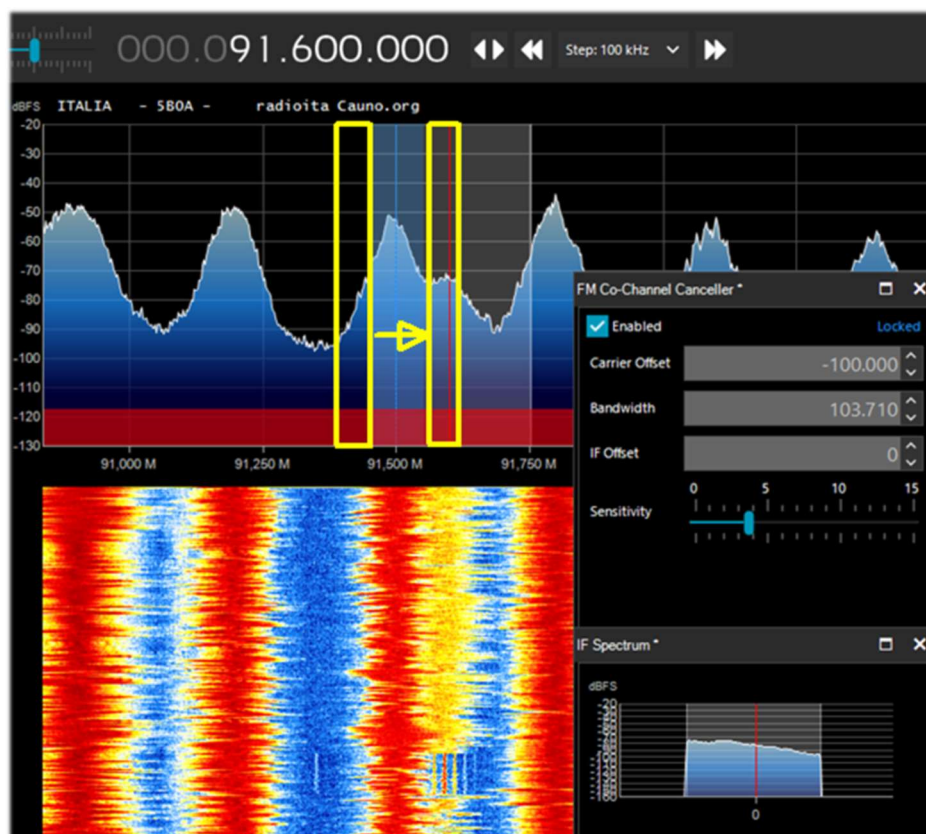 000.091.600.000 Step: 100 kHz
dBFS ITALIA - 5B0A - radioita Cauno.org
-20
-30
-40
-50
-60
-70
-80
-90
-100
-110
-120
-130
91,000 M 91,250 M 91,500 M 91,750 M
FM Co-Channel Canceller *
Enabled Locked
Carrier Offset -100.000
Bandwidth 103.710
IF Offset 0
0 5 10 15
Sensitivity
IF Spectrum *
dBFS
0